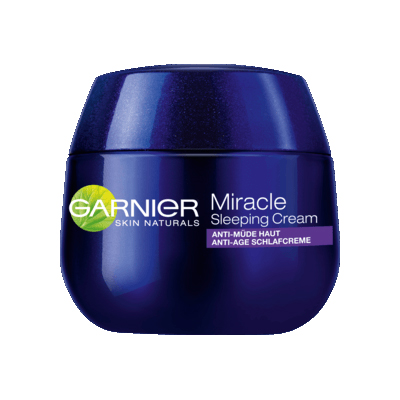 GARNIER
SKIN NATURALS
Miracle
Sleeping Cream
ANTI-MÜDE HAUT
ANTI-AGE SCHLAFCREME